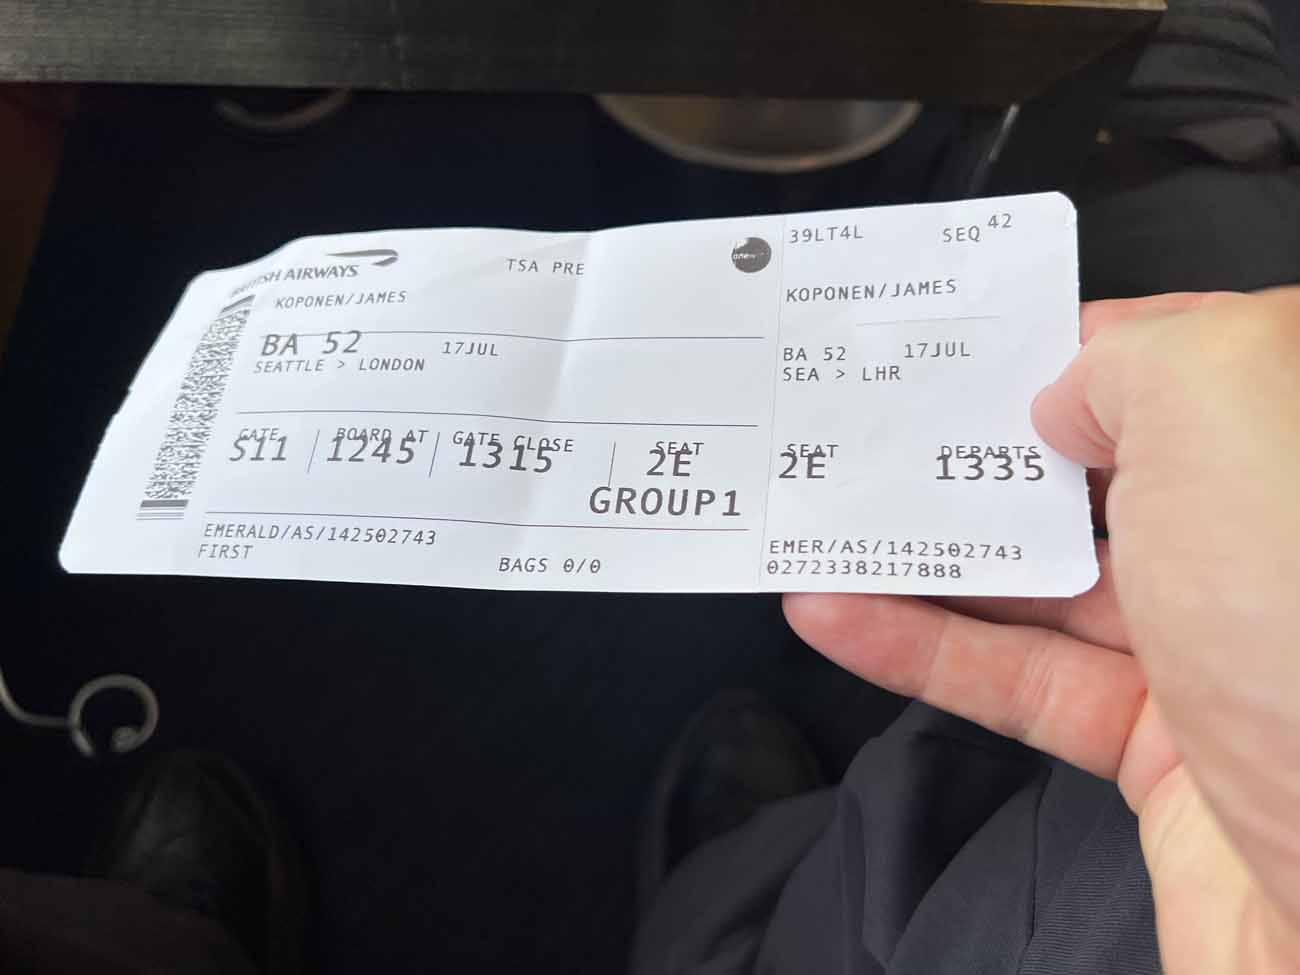 BRITISH AIRWAYS
TSA PRE
KOPONEN/JAMES
BA 52 17JUL
SEATTLE > LONDON
GATE BOARD AT GATE CLOSE SEAT
S11 1245 1315 2E
GROUP1
EMERALD/AS/142502743
FIRST
BAGS 0/0
39LT4L SEQ 42
KOPONEN/JAMES
BA 52 17JUL
SEA > LHR
SEAT DEPARTS
2E 1335
EMER/AS/142502743
0272338217888